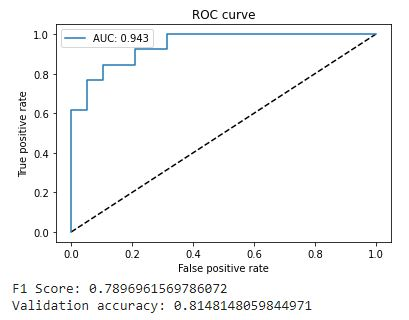 ROC curve
AUC: 0.943
1.0
0.8
0.6
0.4
0.2
0.0
True positive rate
0.0 0.2 0.4 0.6 0.8 1.0
False positive rate
F1 Score: 0.7896961569786072
Validation accuracy: 0.8148148059844971